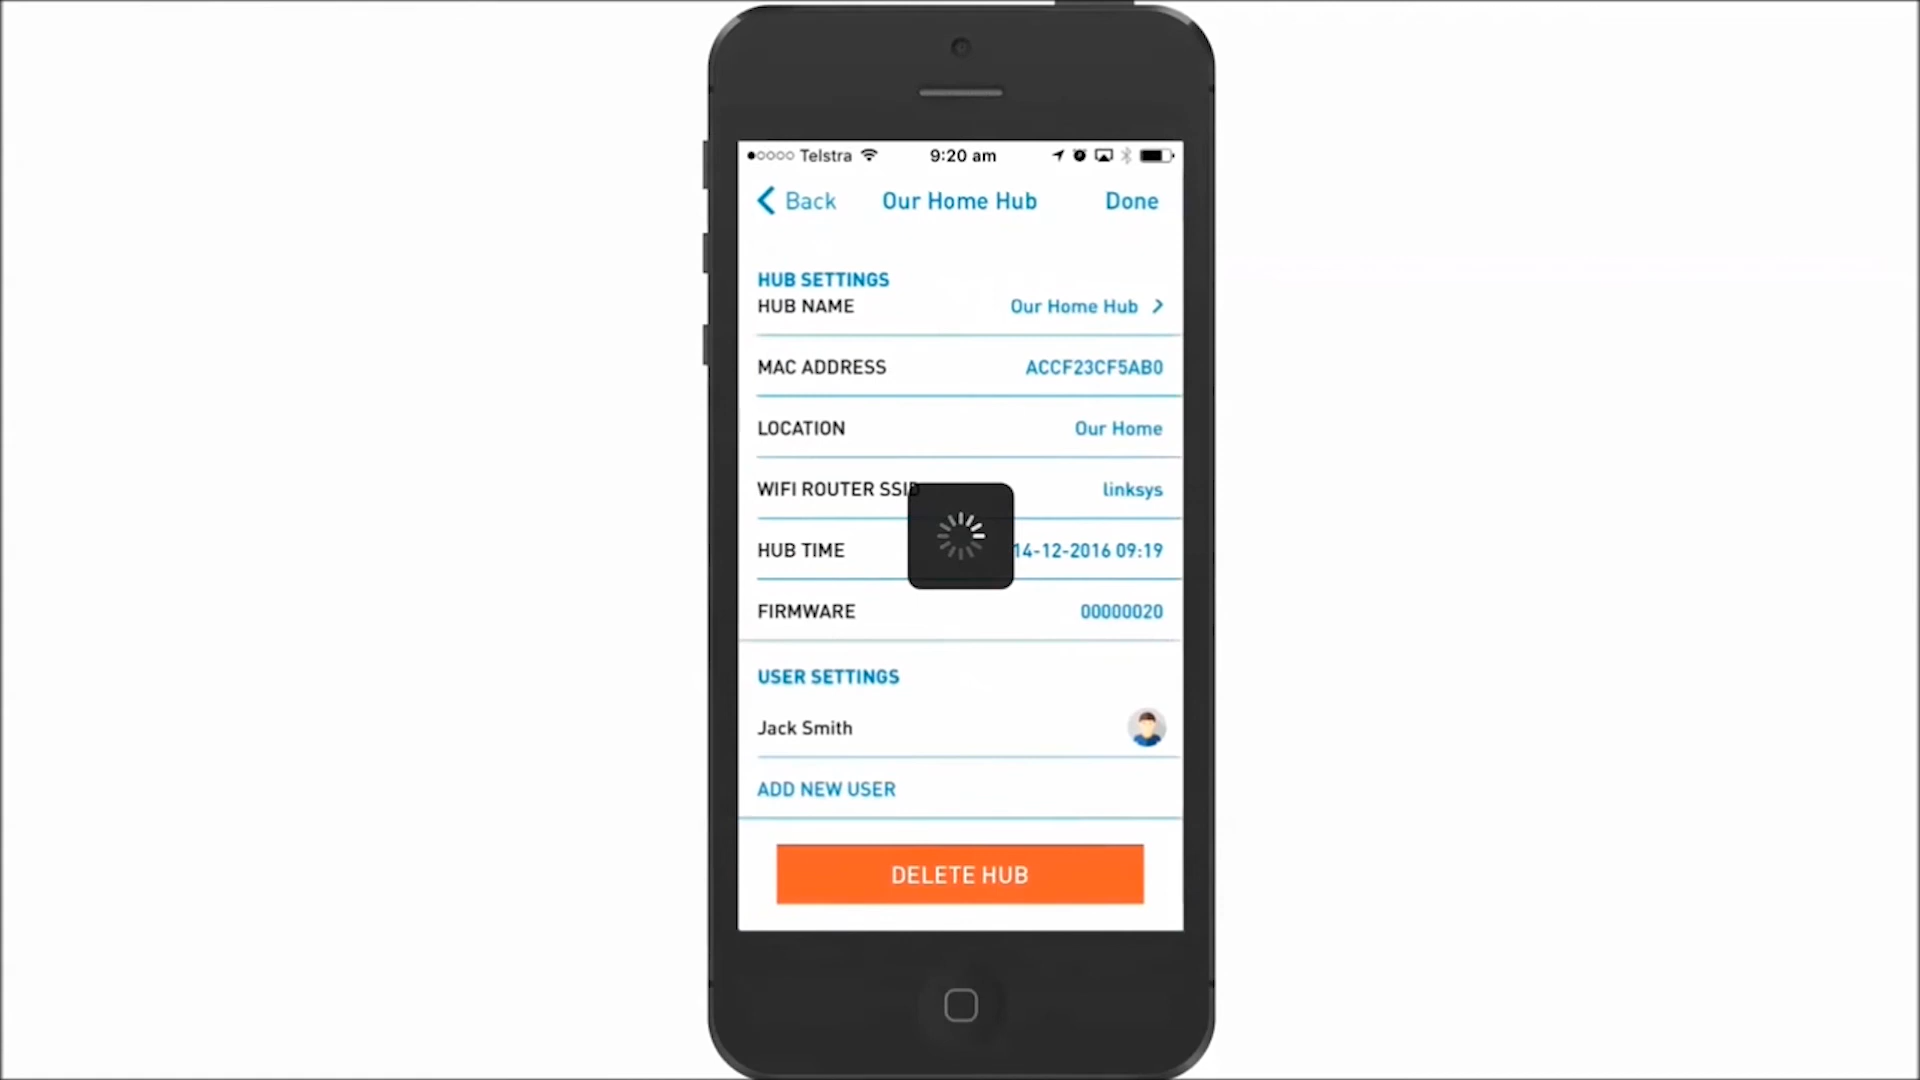 Telstra 9:20 am
Back Our Home Hub Done
HUB SETTINGS
HUB NAME Our Home Hub
MAC ADDRESS ACCF23CF5AB0
LOCATION Our Home
WIFI ROUTER SSID linksys
HUB TIME 14-12-2016 09:19
FIRMWARE 00000020
USER SETTINGS
Jack Smith
ADD NEW USER
DELETE HUB